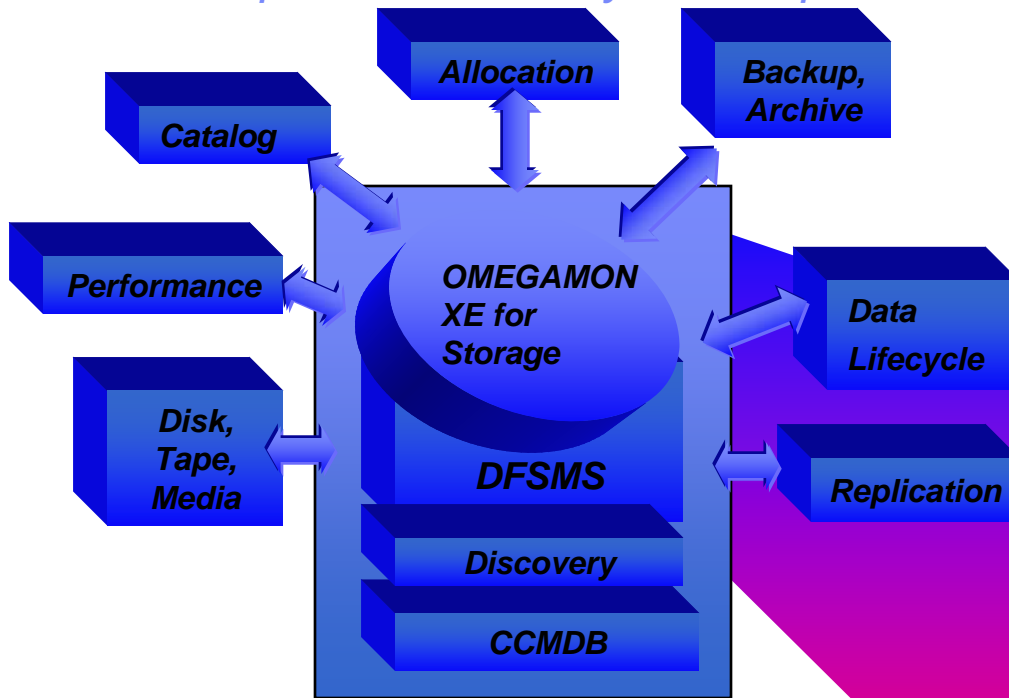 Allocation
Backup,
Archive
Catalog
Performance
OMEGAMON
XE for
Storage
Data
Lifecycle
Disk,
Tape,
Media
DFSMS
Replication
Discovery
CCMDB